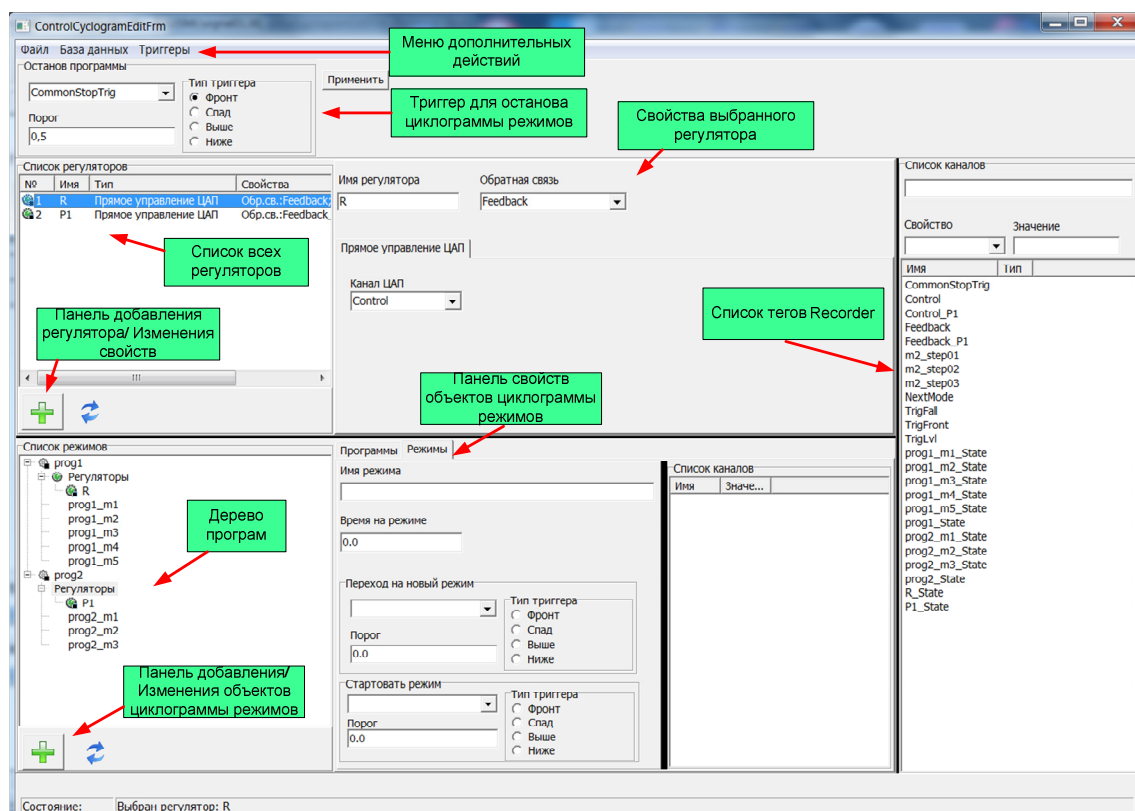 ControlCyclogramEditFrm
Файл База данных Триггеры
Меню дополнительных
действий
Останов программы
CommonStopTrig
Порог
0,5
Тип триггера
Фронт
Спад
Выше
Ниже
Применить
Триггер для останова
циклограммы режимов
Свойства выбранного
регулятора
Список регуляторов
№ Имя Тип Свойства
1 R Прямое управление ЦАП Обр.св.:Feedback;
2 P1 Прямое управление ЦАП Обр.св.:Feedback_
Список всех
регуляторов
Панель добавления
регулятора/ Изменения
свойств
Имя регулятора
R
Обратная связь
Feedback
Прямое управление ЦАП
Канал ЦАП
Control
Список тегов Recorder
Панель свойств
объектов циклограммы
режимов
Список каналов
Свойство
Значение
Имя Тип
CommonStopTrig
Control
Control_P1
Feedback
Feedback_P1
m2_step01
m2_step02
m2_step03
NextMode
TrigFall
TrigFront
TrigLvl
prog1_m1_State
prog1_m2_State
prog1_m3_State
prog1_m4_State
prog1_m5_State
prog1_State
prog2_m1_State
prog2_m2_State
prog2_m3_State
prog2_State
R_State
P1_State
Список режимов
prog1
Регуляторы
R
prog1_m1
prog1_m2
prog1_m3
prog1_m4
prog1_m5
prog2
Регуляторы
P1
prog2_m1
prog2_m2
prog2_m3
Дерево
програм
Панель добавления/
Изменения объектов
циклограммы режимов
Программы Режимы
Имя режима
Время на режиме
0.0
Переход на новый режим
Порог
0.0
Тип триггера
Фронт
Спад
Выше
Ниже
Стартовать режим
Порог
0.0
Тип триггера
Фронт
Спад
Выше
Ниже
Список каналов
Имя Значе...
Состояние: Выбран регулятор: R